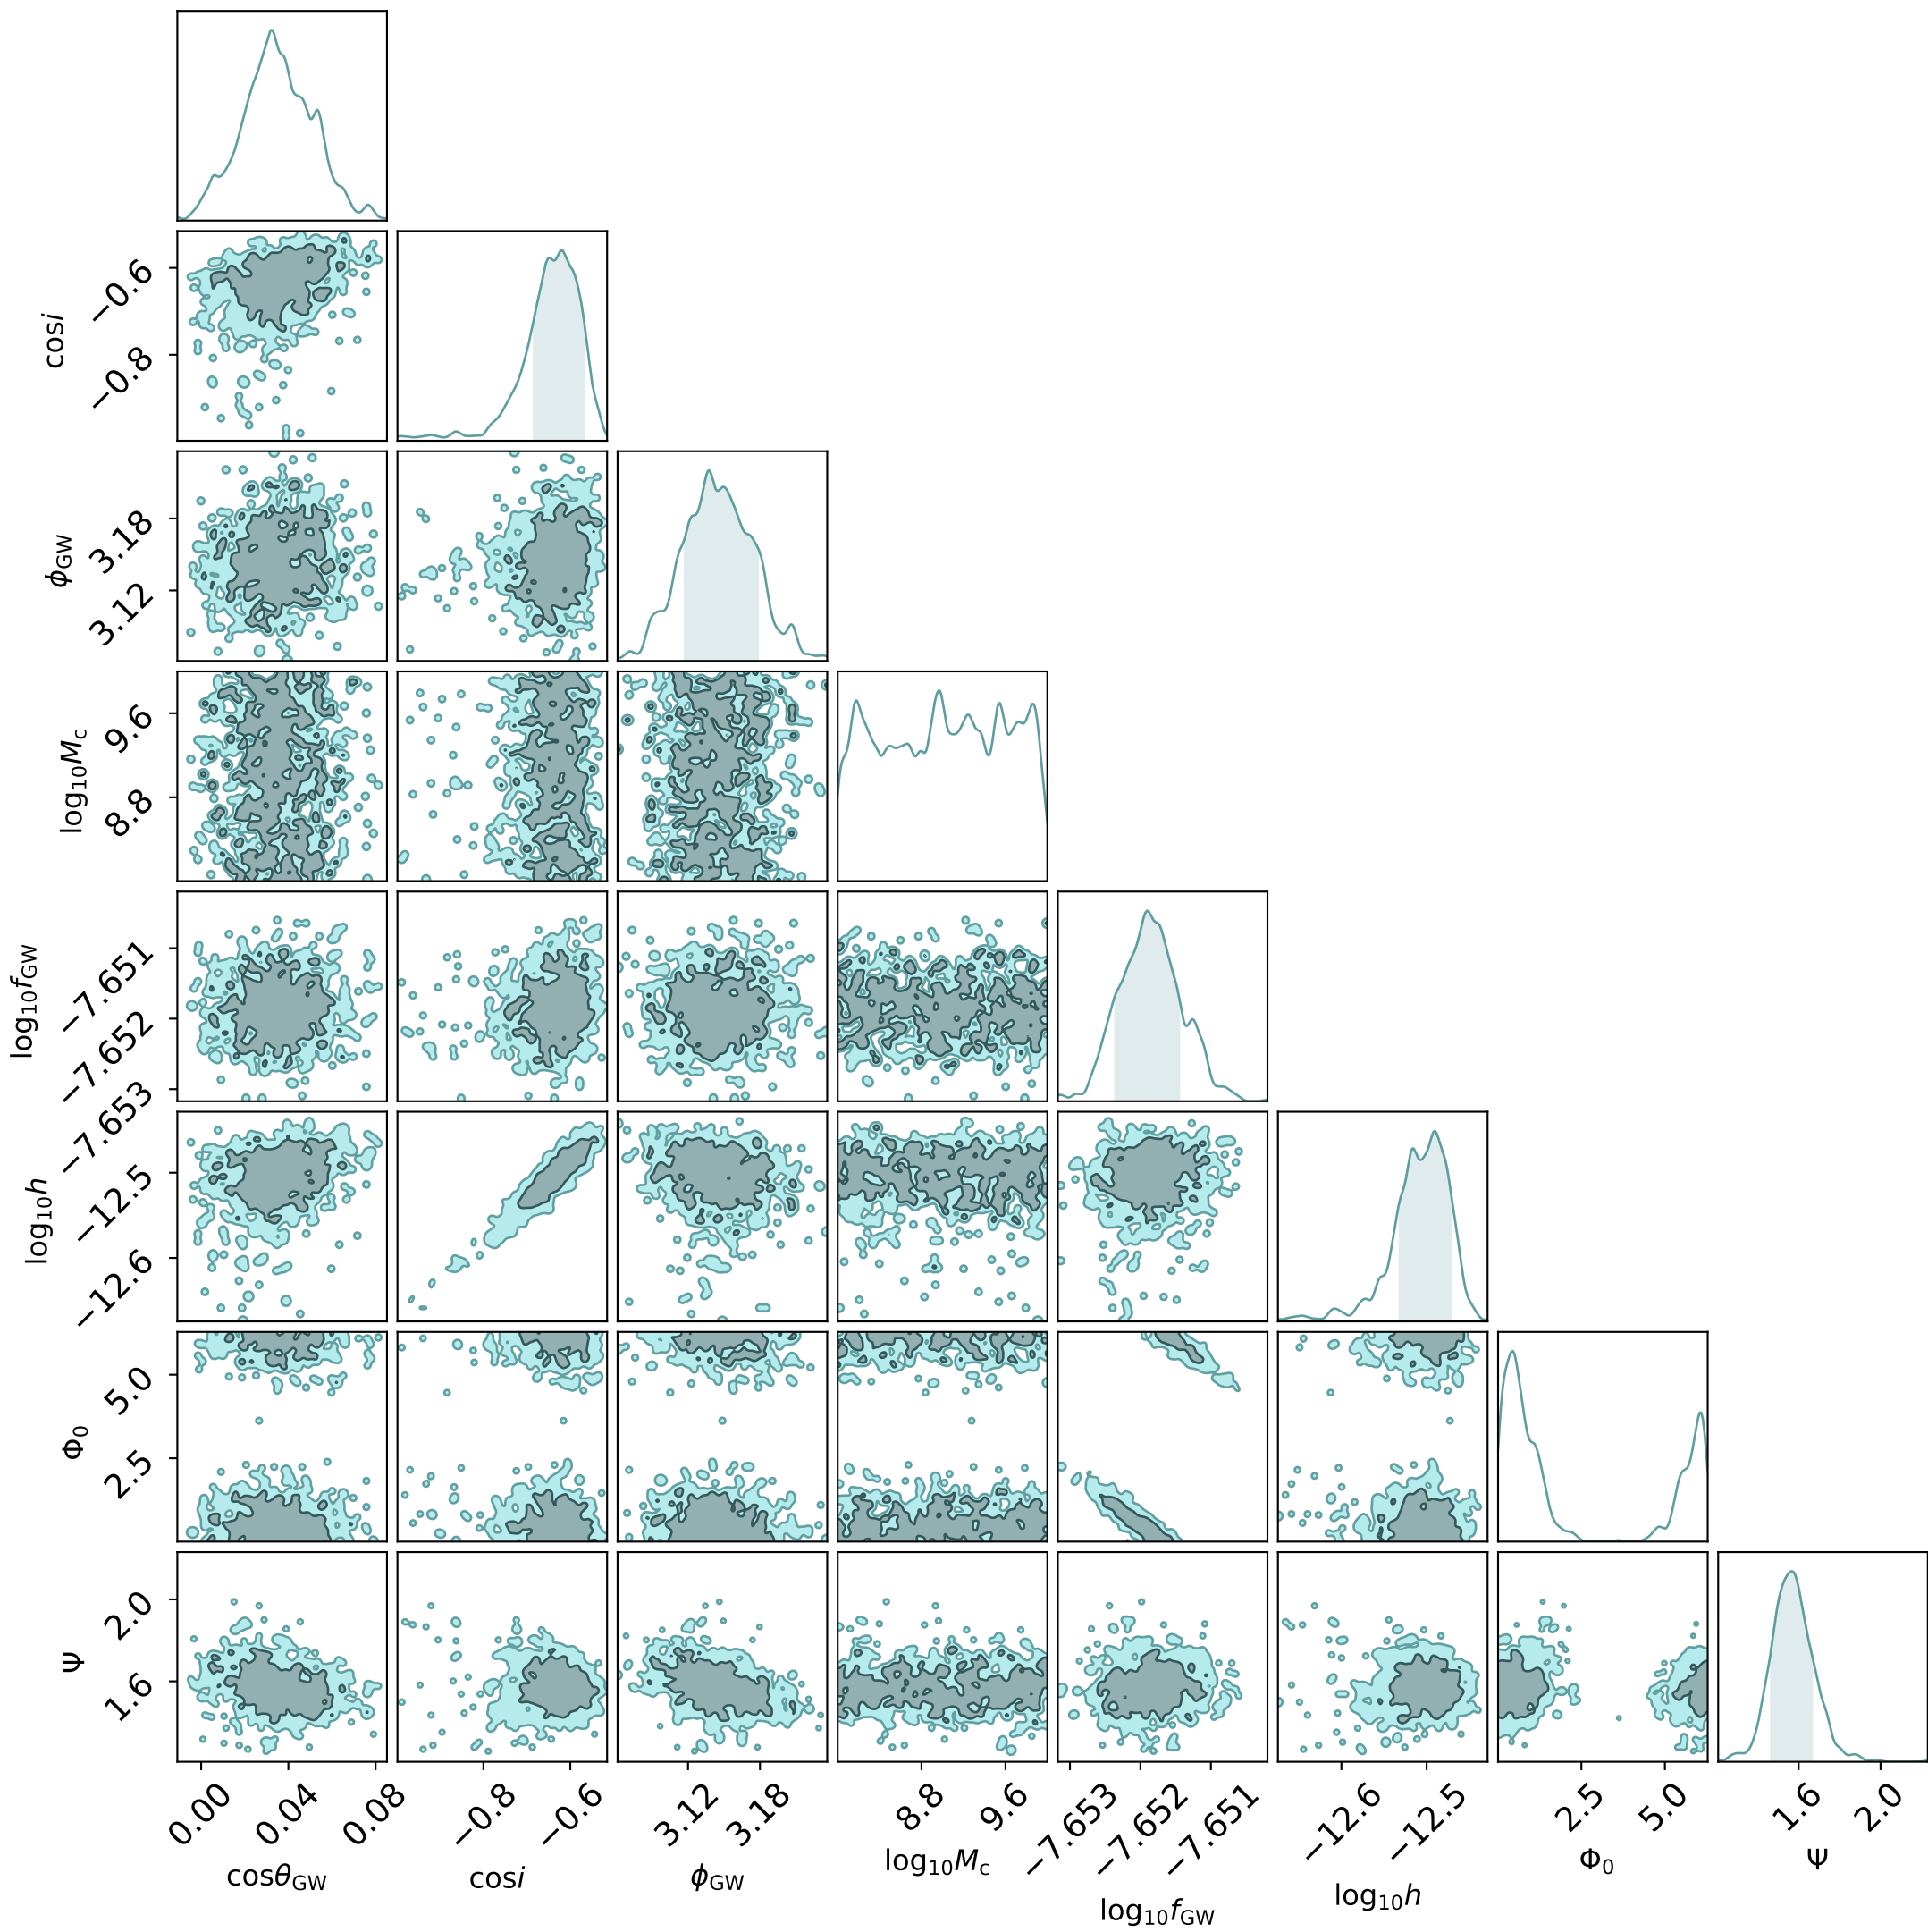 cosi
−0.6
−0.8
ϕGW
3.18
3.12
log10Mc
9.6
8.8
log10fGW
−7.651
−7.652
−7.653
log10h
−12.5
−12.6
Φ0
5.0
2.5
Ψ
2.0
1.6
0.00 0.04 0.08 −0.8 −0.6 3.12 3.18 8.8 9.6 −7.653 −7.652 −7.651 −12.6 −12.5 2.5 5.0 1.6 2.0
cosθGW cosi ϕGW log10Mc log10fGW log10h Φ0 Ψ